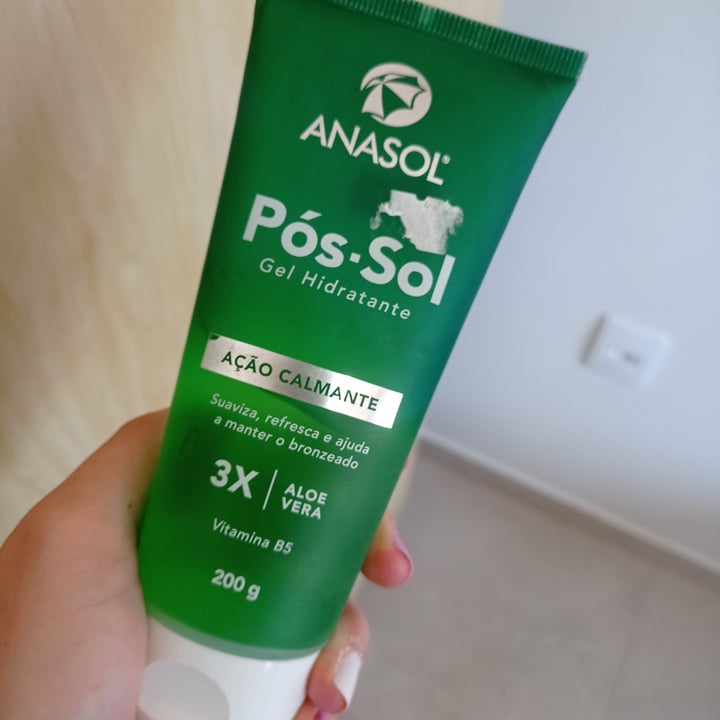 ANASOL®
Pós-Sol
Gel Hidratante
AÇÃO CALMANTE
Suaviza, refresca e ajuda
a manter o bronzeado
3X | ALOE
VERA
Vitamina B5
200 g